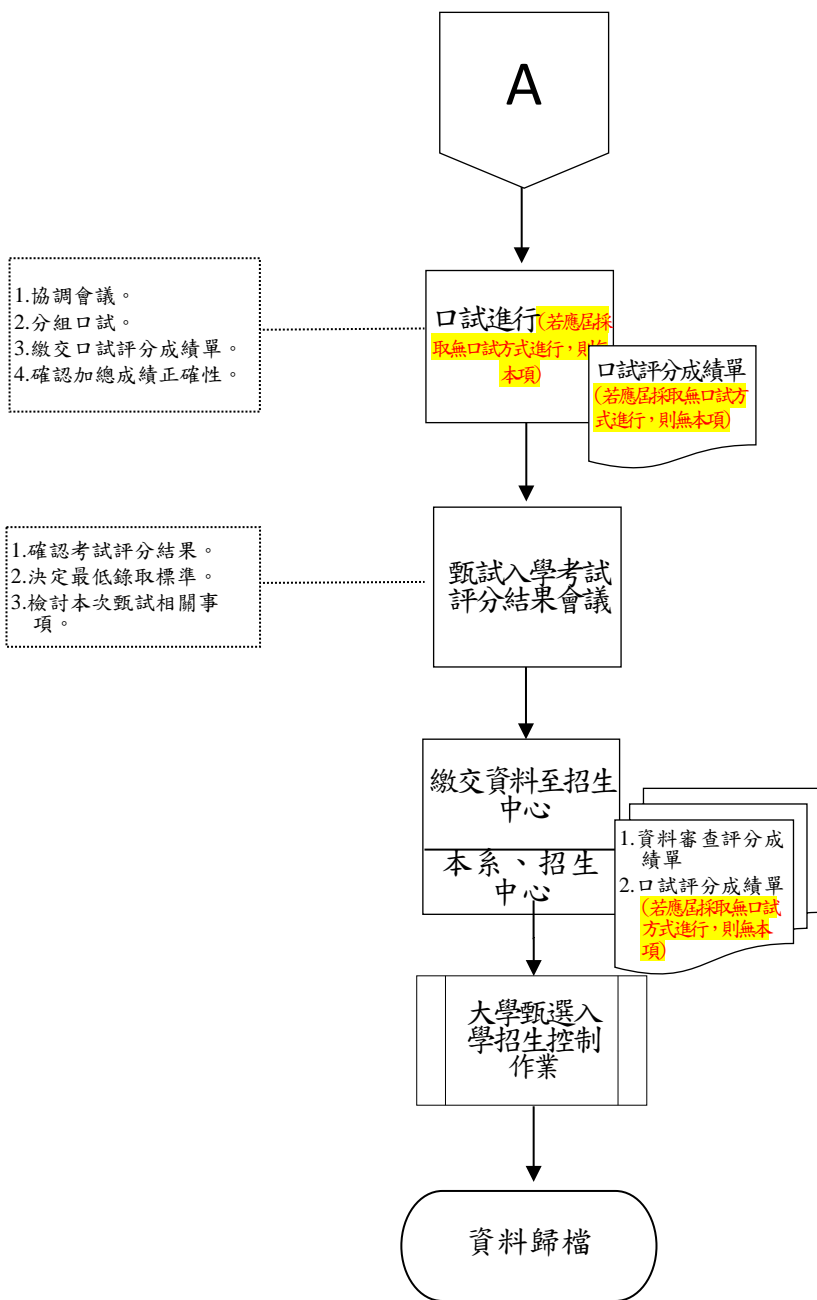 A
1.協調會議。
2.分組口試。
3.繳交口試評分成績單。
4.確認加總成績正確性。
口試進行(若應屆採
取無口試方式進行，則無
本項)
口試評分成績單
(若應屆採取無口試方
式進行，則無本項)
1.確認考試評分結果。
2.決定最低錄取標準。
3.檢討本次甄試相關事
項。
甄試入學考試
評分結果會議
繳交資料至招生
中心
本系、招生
中心
1.資料審查評分成
績單
2.口試評分成績單
(若應屆採取無口試
方式進行，則無本
項)
大學甄選入
學招生控制
作業
資料歸檔